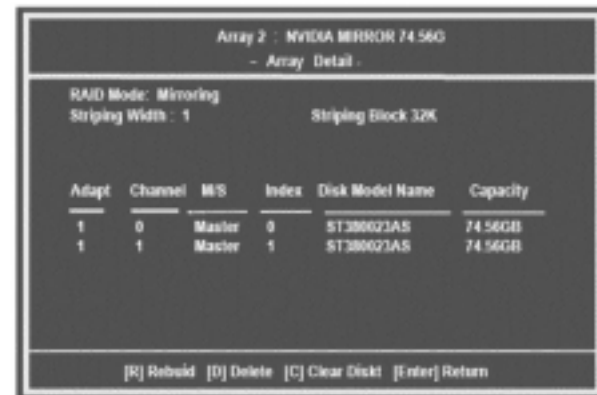 Array 2 : NVIDIA MIRROR 74.56G
- Array Detail -
RAID Mode: Mirroring
Striping Width : 1 Striping Block 32K
Adapt Channel M/S Index Disk Model Name Capacity
1 0 Master 0 ST380023AS 74.56GB
1 1 Master 1 ST380023AS 74.56GB
[R] Rebuid [D] Delete [C] Clear Diskt [Enter] Return